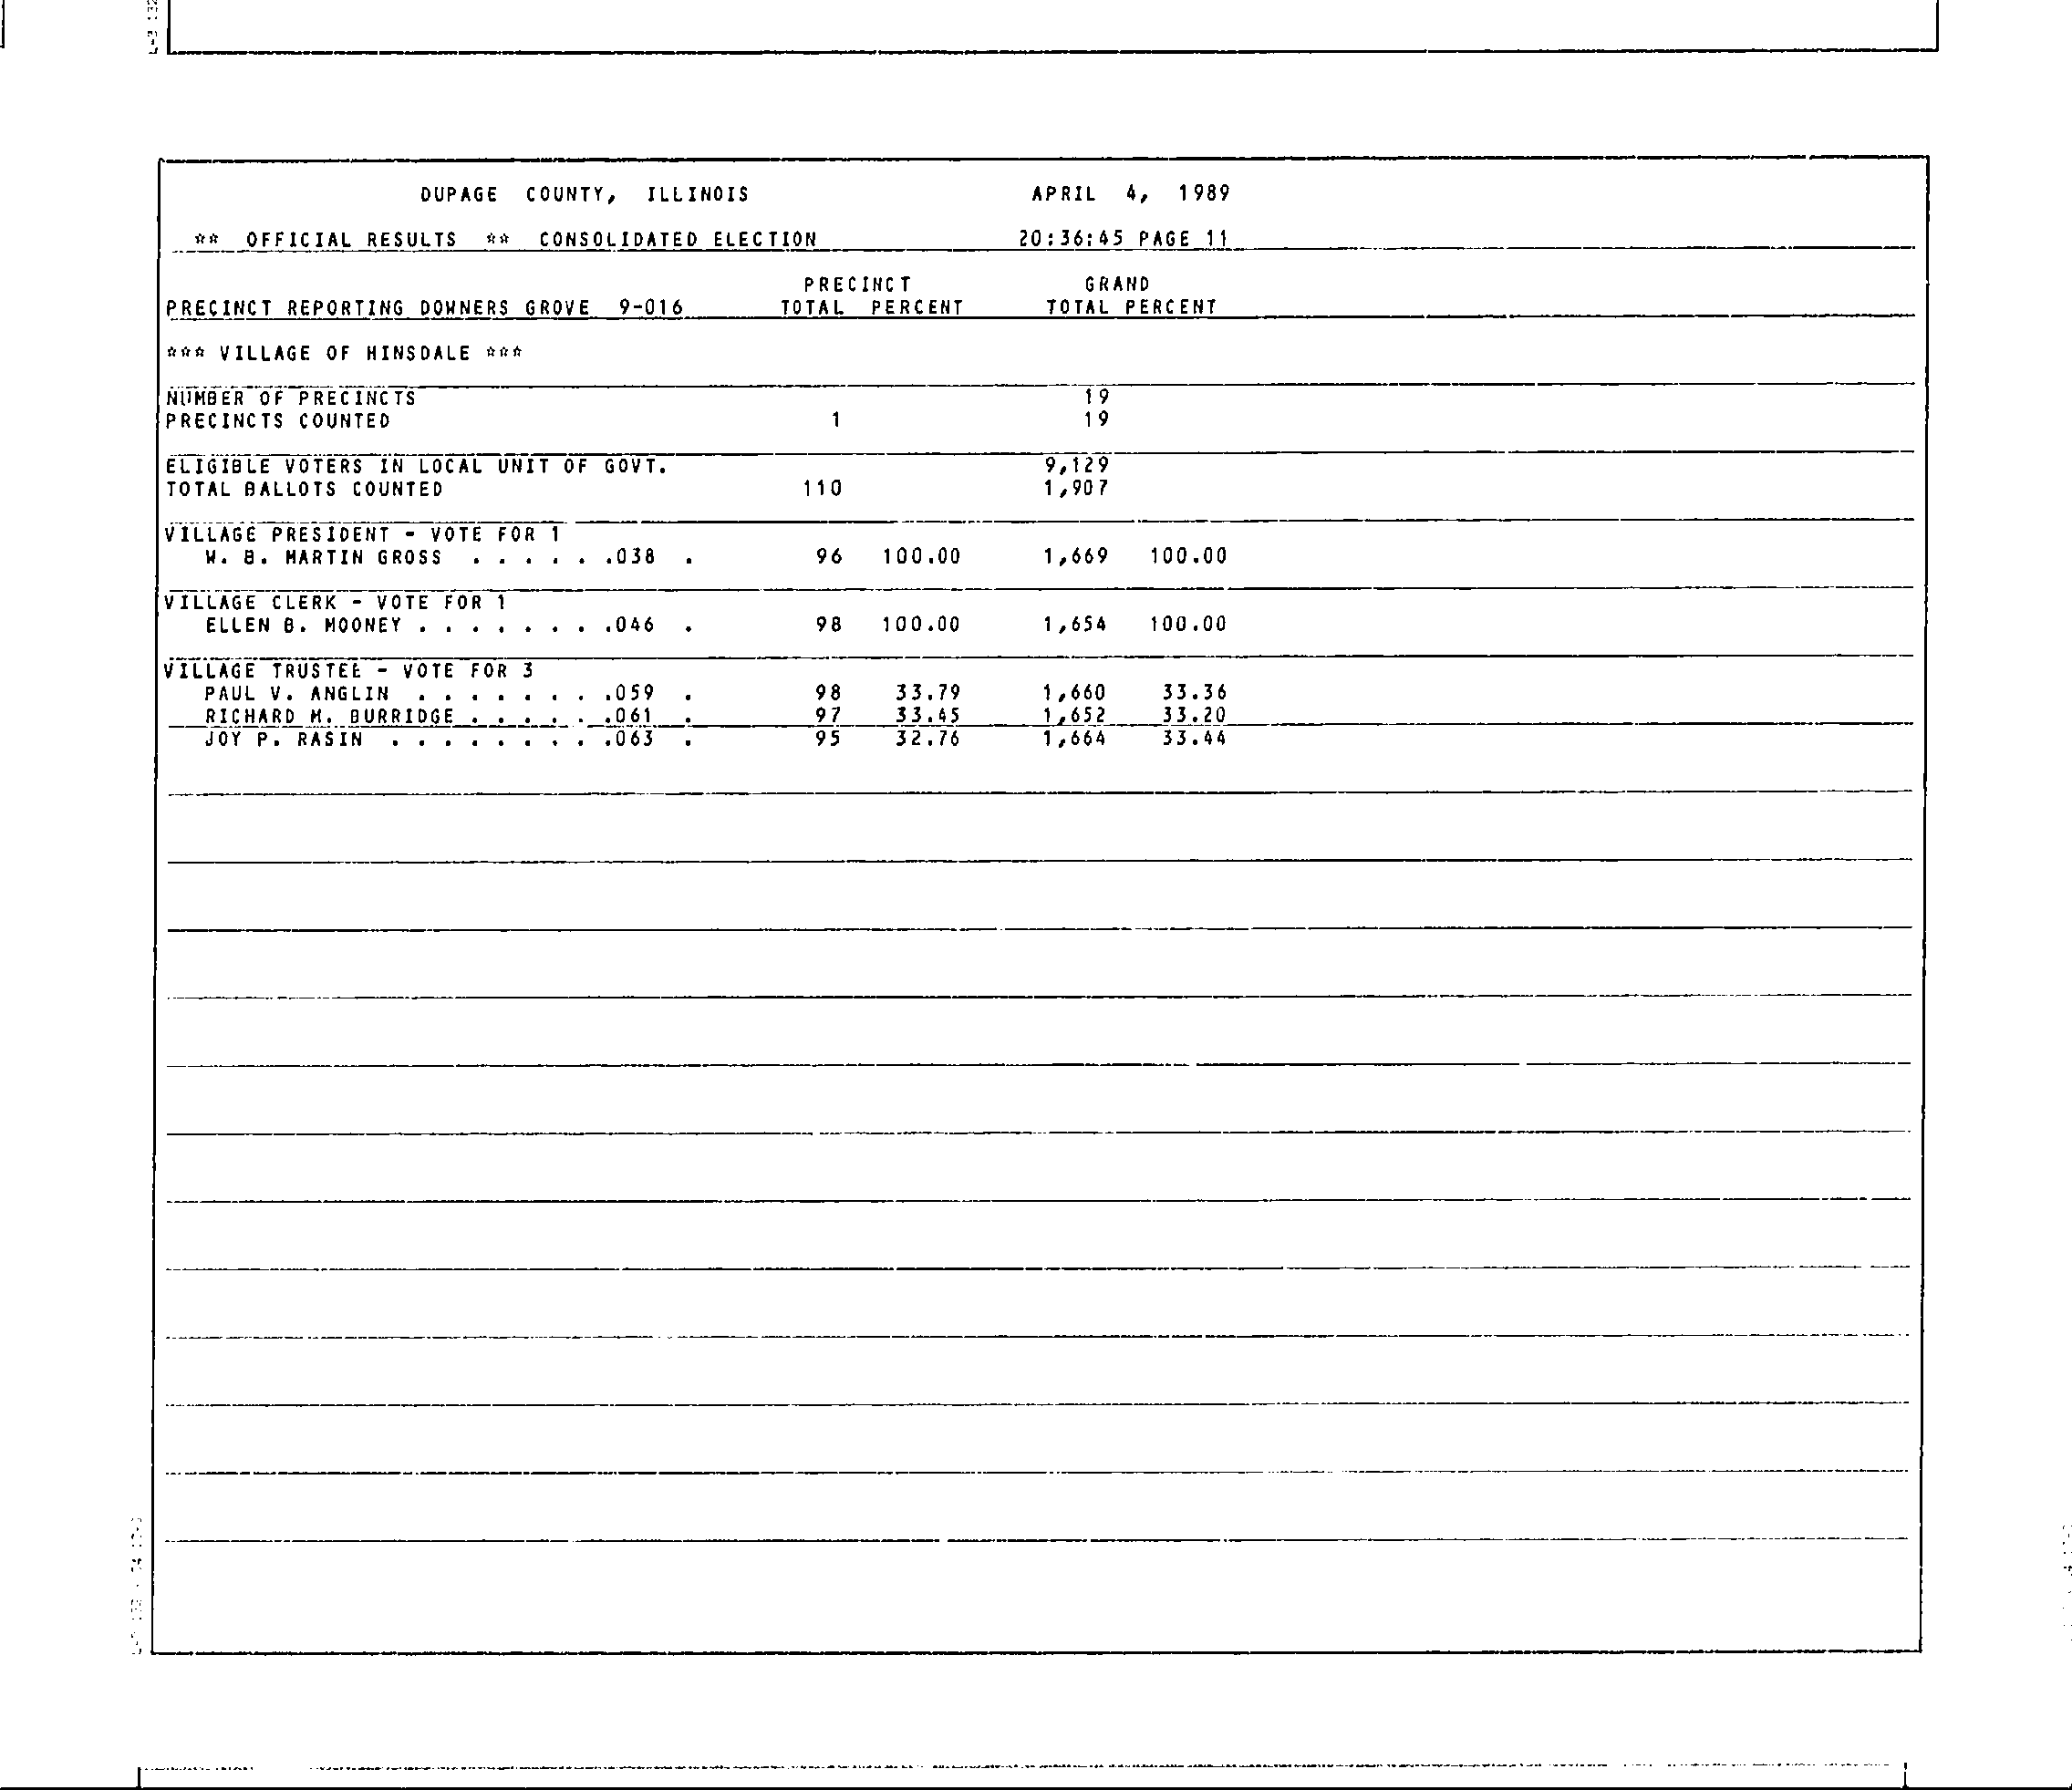 DUPAGE COUNTY, ILLINOIS APRIL 4, 1989
** OFFICIAL RESULTS ** CONSOLIDATED ELECTION 20:36:45 PAGE 11
PRECINCT GRAND
PRECINCT REPORTING DOWNERS GROVE 9-016 TOTAL PERCENT TOTAL PERCENT
*** VILLAGE OF HINSDALE ***
NUMBER OF PRECINCTS 19
PRECINCTS COUNTED 1 19
ELIGIBLE VOTERS IN LOCAL UNIT OF GOVT. 9,129
TOTAL BALLOTS COUNTED 110 1,907
VILLAGE PRESIDENT - VOTE FOR 1
W. B. MARTIN GROSS . . . . . .038 . 96 100.00 1,669 100.00
VILLAGE CLERK - VOTE FOR 1
ELLEN B. MOONEY . . . . . . . .046 . 98 100.00 1,654 100.00
VILLAGE TRUSTEE - VOTE FOR 3
PAUL V. ANGLIN . . . . . . . .059 . 98 33.79 1,660 33.36
RICHARD M. BURRIDGE . . . . . .061 . 97 33.45 1,652 33.20
JOY P. RASIN . . . . . . . . .063 . 95 32.76 1,664 33.44